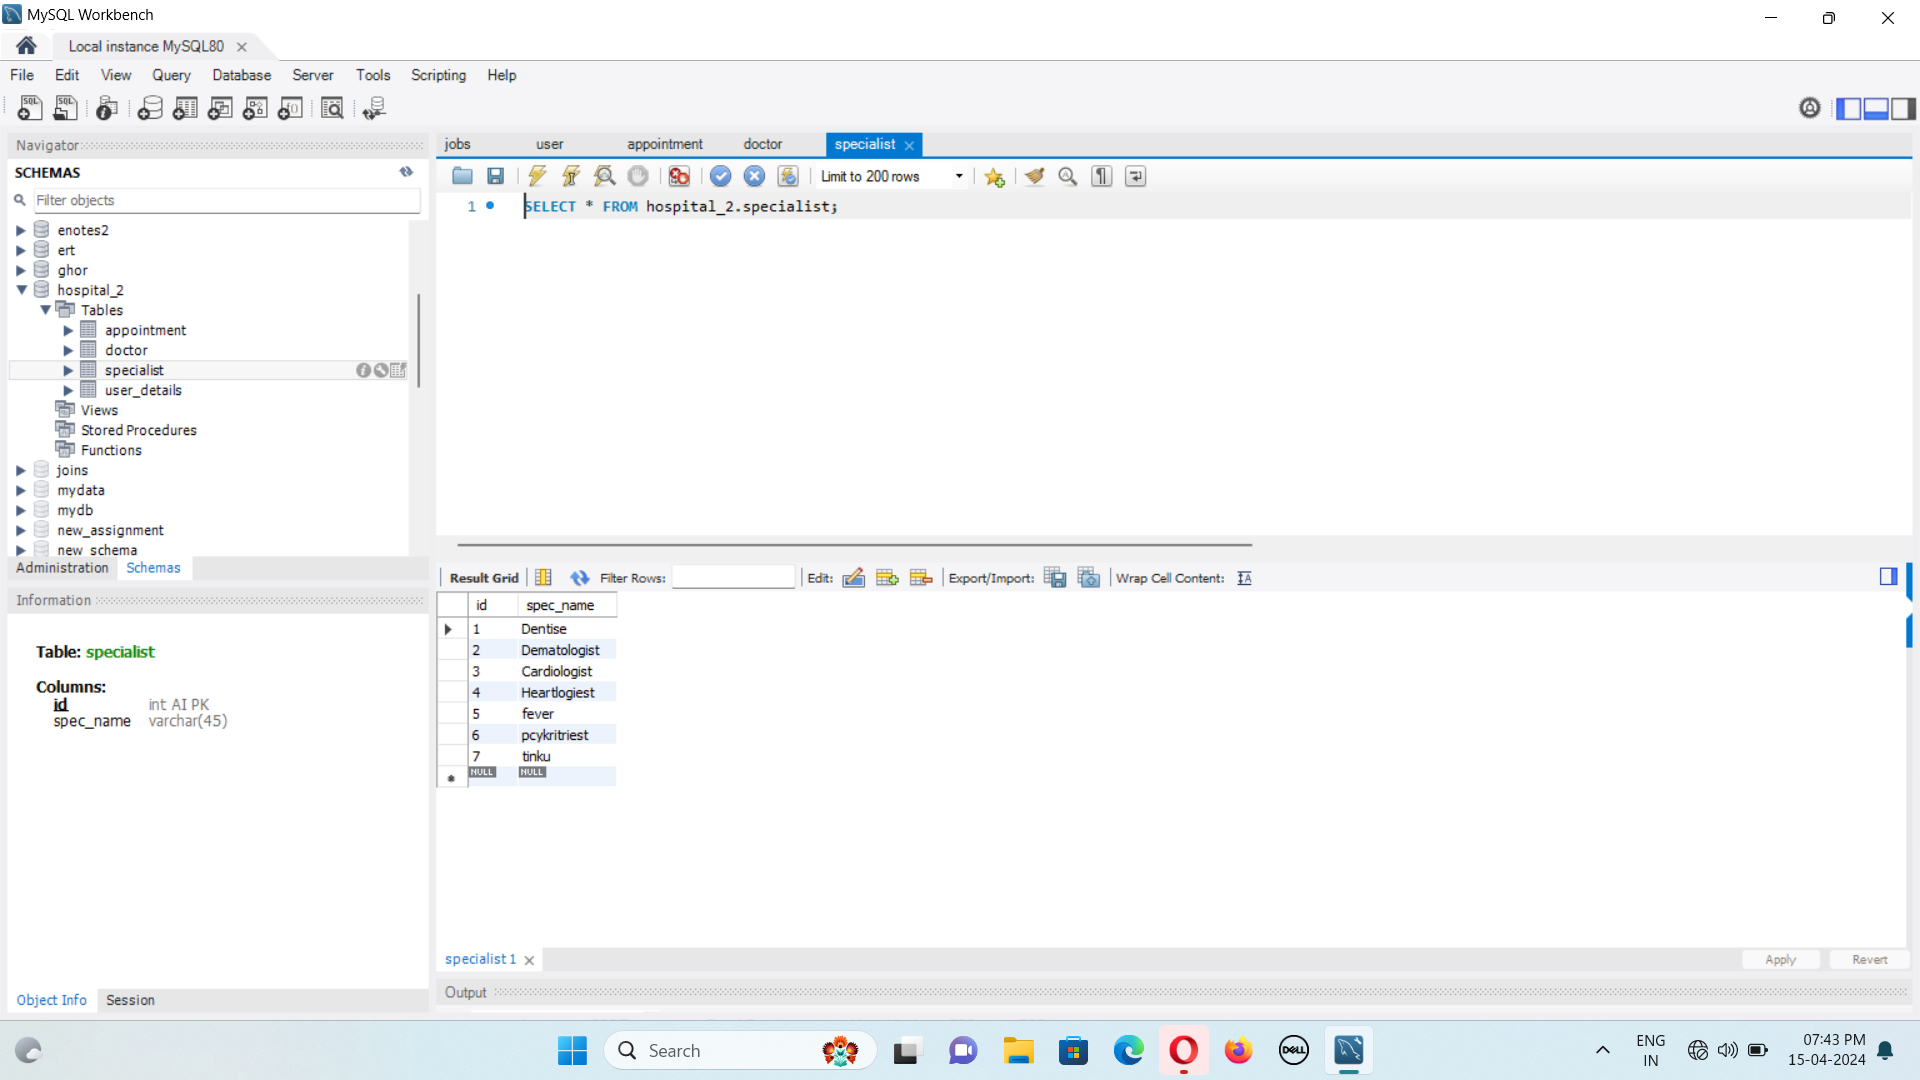 MySQL Workbench
Local instance MySQL80
File Edit View Query Database Server Tools Scripting Help
Navigator
SCHEMAS
Filter objects
enotes2
ert
ghor
hospital_2
Tables
appointment
doctor
specialist
user_details
Views
Stored Procedures
Functions
joins
mydata
mydb
new_assignment
new_schema
Administration Schemas
Information
Table: specialist
Columns:
id int AI PK
spec_name varchar(45)
Object Info Session
jobs user appointment doctor specialist
Limit to 200 rows
1 SELECT * FROM hospital_2.specialist;
Result Grid Filter Rows: Edit: Export/Import: Wrap Cell Content:
id spec_name
1 Dentise
2 Dematologist
3 Cardiologist
4 Heartlogiest
5 fever
6 pcykritriest
7 tinku
NULL NULL
specialist 1
Apply Revert
Output
Search
DELL
ENG
IN
07:43 PM
15-04-2024